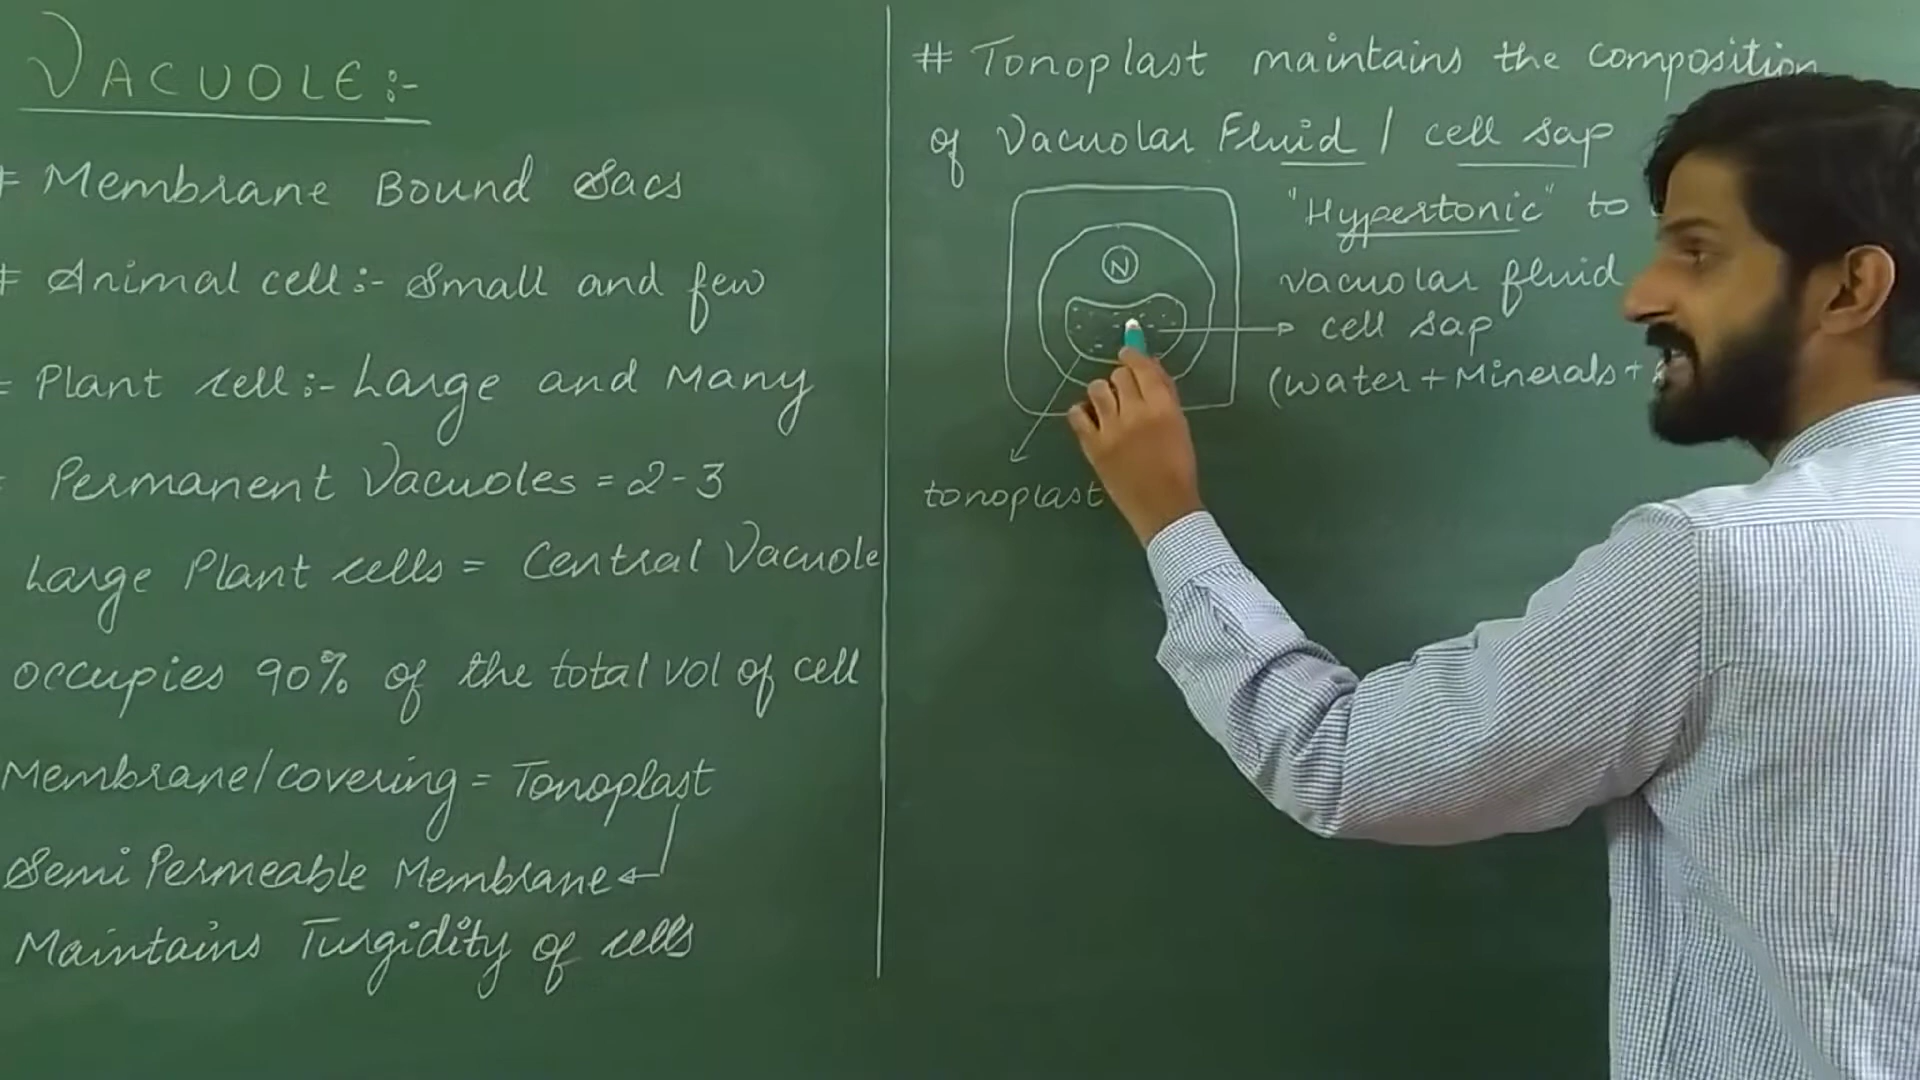 VACUOLE:-
# Membrane Bound Sacs
# Animal cell:- Small and few
= Plant cell:- Large and Many
Permanent Vacuoles = 2-3
Large Plant cells = Central Vacuole
occupies 90% of the total vol of cell
Membrane/covering = Tonoplast
Semi Permeable Membrane
Maintains Turgidity of cells
# Tonoplast maintains the composition
of Vacuolar Fluid / cell sap
"Hypertonic" to
N
vacuolar fluid
cell sap
(water + Minerals +
tonoplast